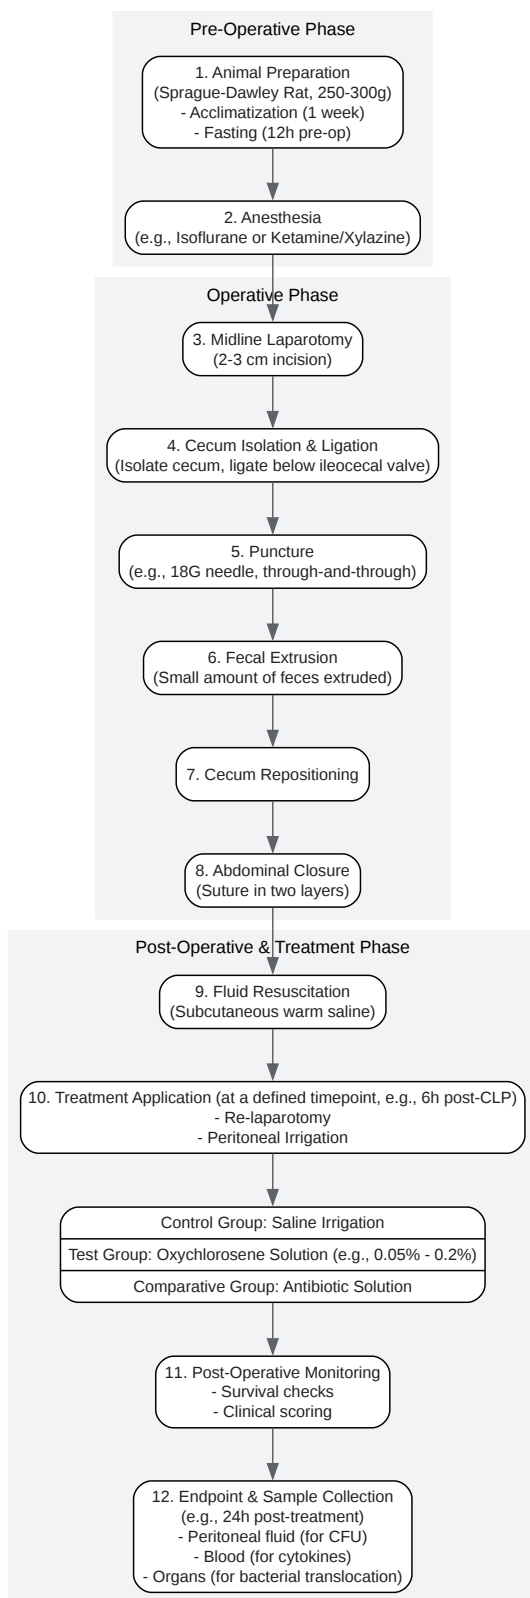 Pre-Operative Phase
1. Animal Preparation
(Sprague-Dawley Rat, 250-300g)
- Acclimatization (1 week)
- Fasting (12h pre-op)
2. Anesthesia
(e.g., Isoflurane or Ketamine/Xylazine)
Operative Phase
3. Midline Laparotomy
(2-3 cm incision)
4. Cecum Isolation & Ligation
(Isolate cecum, ligate below ileocecal valve)
5. Puncture
(e.g., 18G needle, through-and-through)
6. Fecal Extrusion
(Small amount of feces extruded)
7. Cecum Repositioning
8. Abdominal Closure
(Suture in two layers)
Post-Operative & Treatment Phase
9. Fluid Resuscitation
(Subcutaneous warm saline)
10. Treatment Application (at a defined timepoint, e.g., 6h post-CLP)
- Re-laparotomy
- Peritoneal Irrigation
Control Group: Saline Irrigation
Test Group: Oxychlorosene Solution (e.g., 0.05% - 0.2%)
Comparative Group: Antibiotic Solution
11. Post-Operative Monitoring
- Survival checks
- Clinical scoring
12. Endpoint & Sample Collection
(e.g., 24h post-treatment)
- Peritoneal fluid (for CFU)
- Blood (for cytokines)
- Organs (for bacterial translocation)